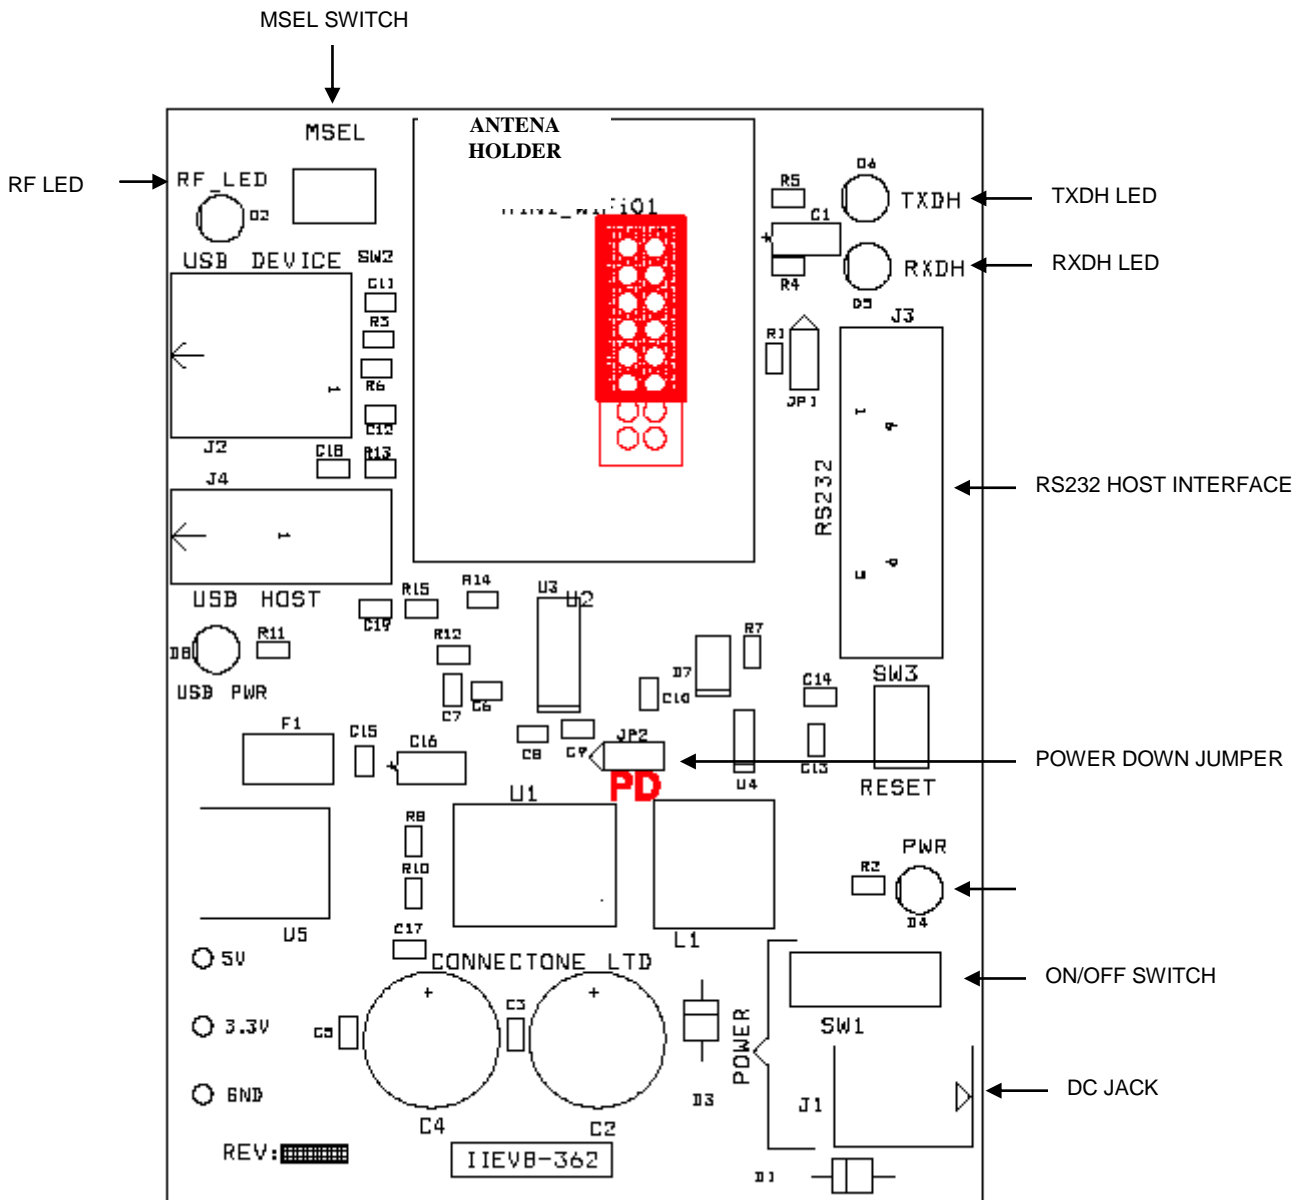 MSEL SWITCH
MSEL
ANTENA
HOLDER
RF LED
RF_LED
D2
R5
D6
TXDH
TXDH LED
C1
USB DEVICE
SW2
R4
RXDH
RXDH LED
D5
C11
R3
R6
1
C12
J2
C18
R13
J4
R1
JP1
J3
1
RS232
RS232 HOST INTERFACE
1
USB HOST
C19
R15
R14
U3
U2
R11
D8
USB PWR
R12
C7
C6
D7
R7
C10
C14
SW3
F1
C15
C16
C8
C9
JP2
PD
U4
C13
RESET
POWER DOWN JUMPER
U1
R8
R10
U5
C17
L1
PWR
R2
D4
CONNECTONE LTD
5V
3.3V
GND
C5
C3
C4
C2
D3
POWER
SW1
ON/OFF SWITCH
J1
DC JACK
REV:
IIEVB-362
D1